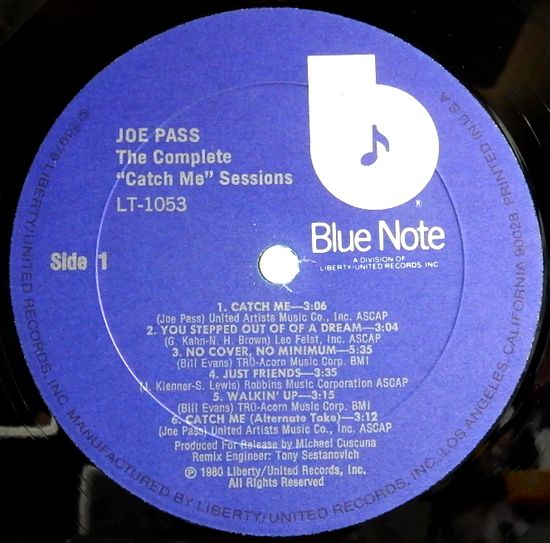 JOE PASS
The Complete
"Catch Me" Sessions
LT-1053
b
®
Blue Note
A DIVISION OF
LIBERTY/UNITED RECORDS, INC.
Side 1
1. CATCH ME—3:06
(Joe Pass) United Artists Music Co., Inc. ASCAP
2. YOU STEPPED OUT OF OF A DREAM—3:04
(G. Kahn-N. H. Brown) Leo Feist, Inc. ASCAP
3. NO COVER, NO MINIMUM—5:35
(Bill Evans) TRO-Acorn Music Corp. BMI
4. JUST FRIENDS—3:35
(J. Klenner-S. Lewis) Robbins Music Corporation ASCAP
5. WALKIN' UP—3:15
(Bill Evans) TRO-Acorn Music Corp. BMI
6. CATCH ME (Alternate Take)—3:12
(Joe Pass) United Artists Music Co., Inc. ASCAP
Produced For Release by Michael Cuscuna
Remix Engineer: Tony Sestanovich
℗ 1980 Liberty/United Records, Inc.
All Rights Reserved
1979 LIBERTY/UNITED RECORDS, INC. MANUFACTURED BY LIBERTY/UNITED RECORDS, INC., LOS ANGELES, CALIFORNIA 90028 PRINTED IN U.S.A.